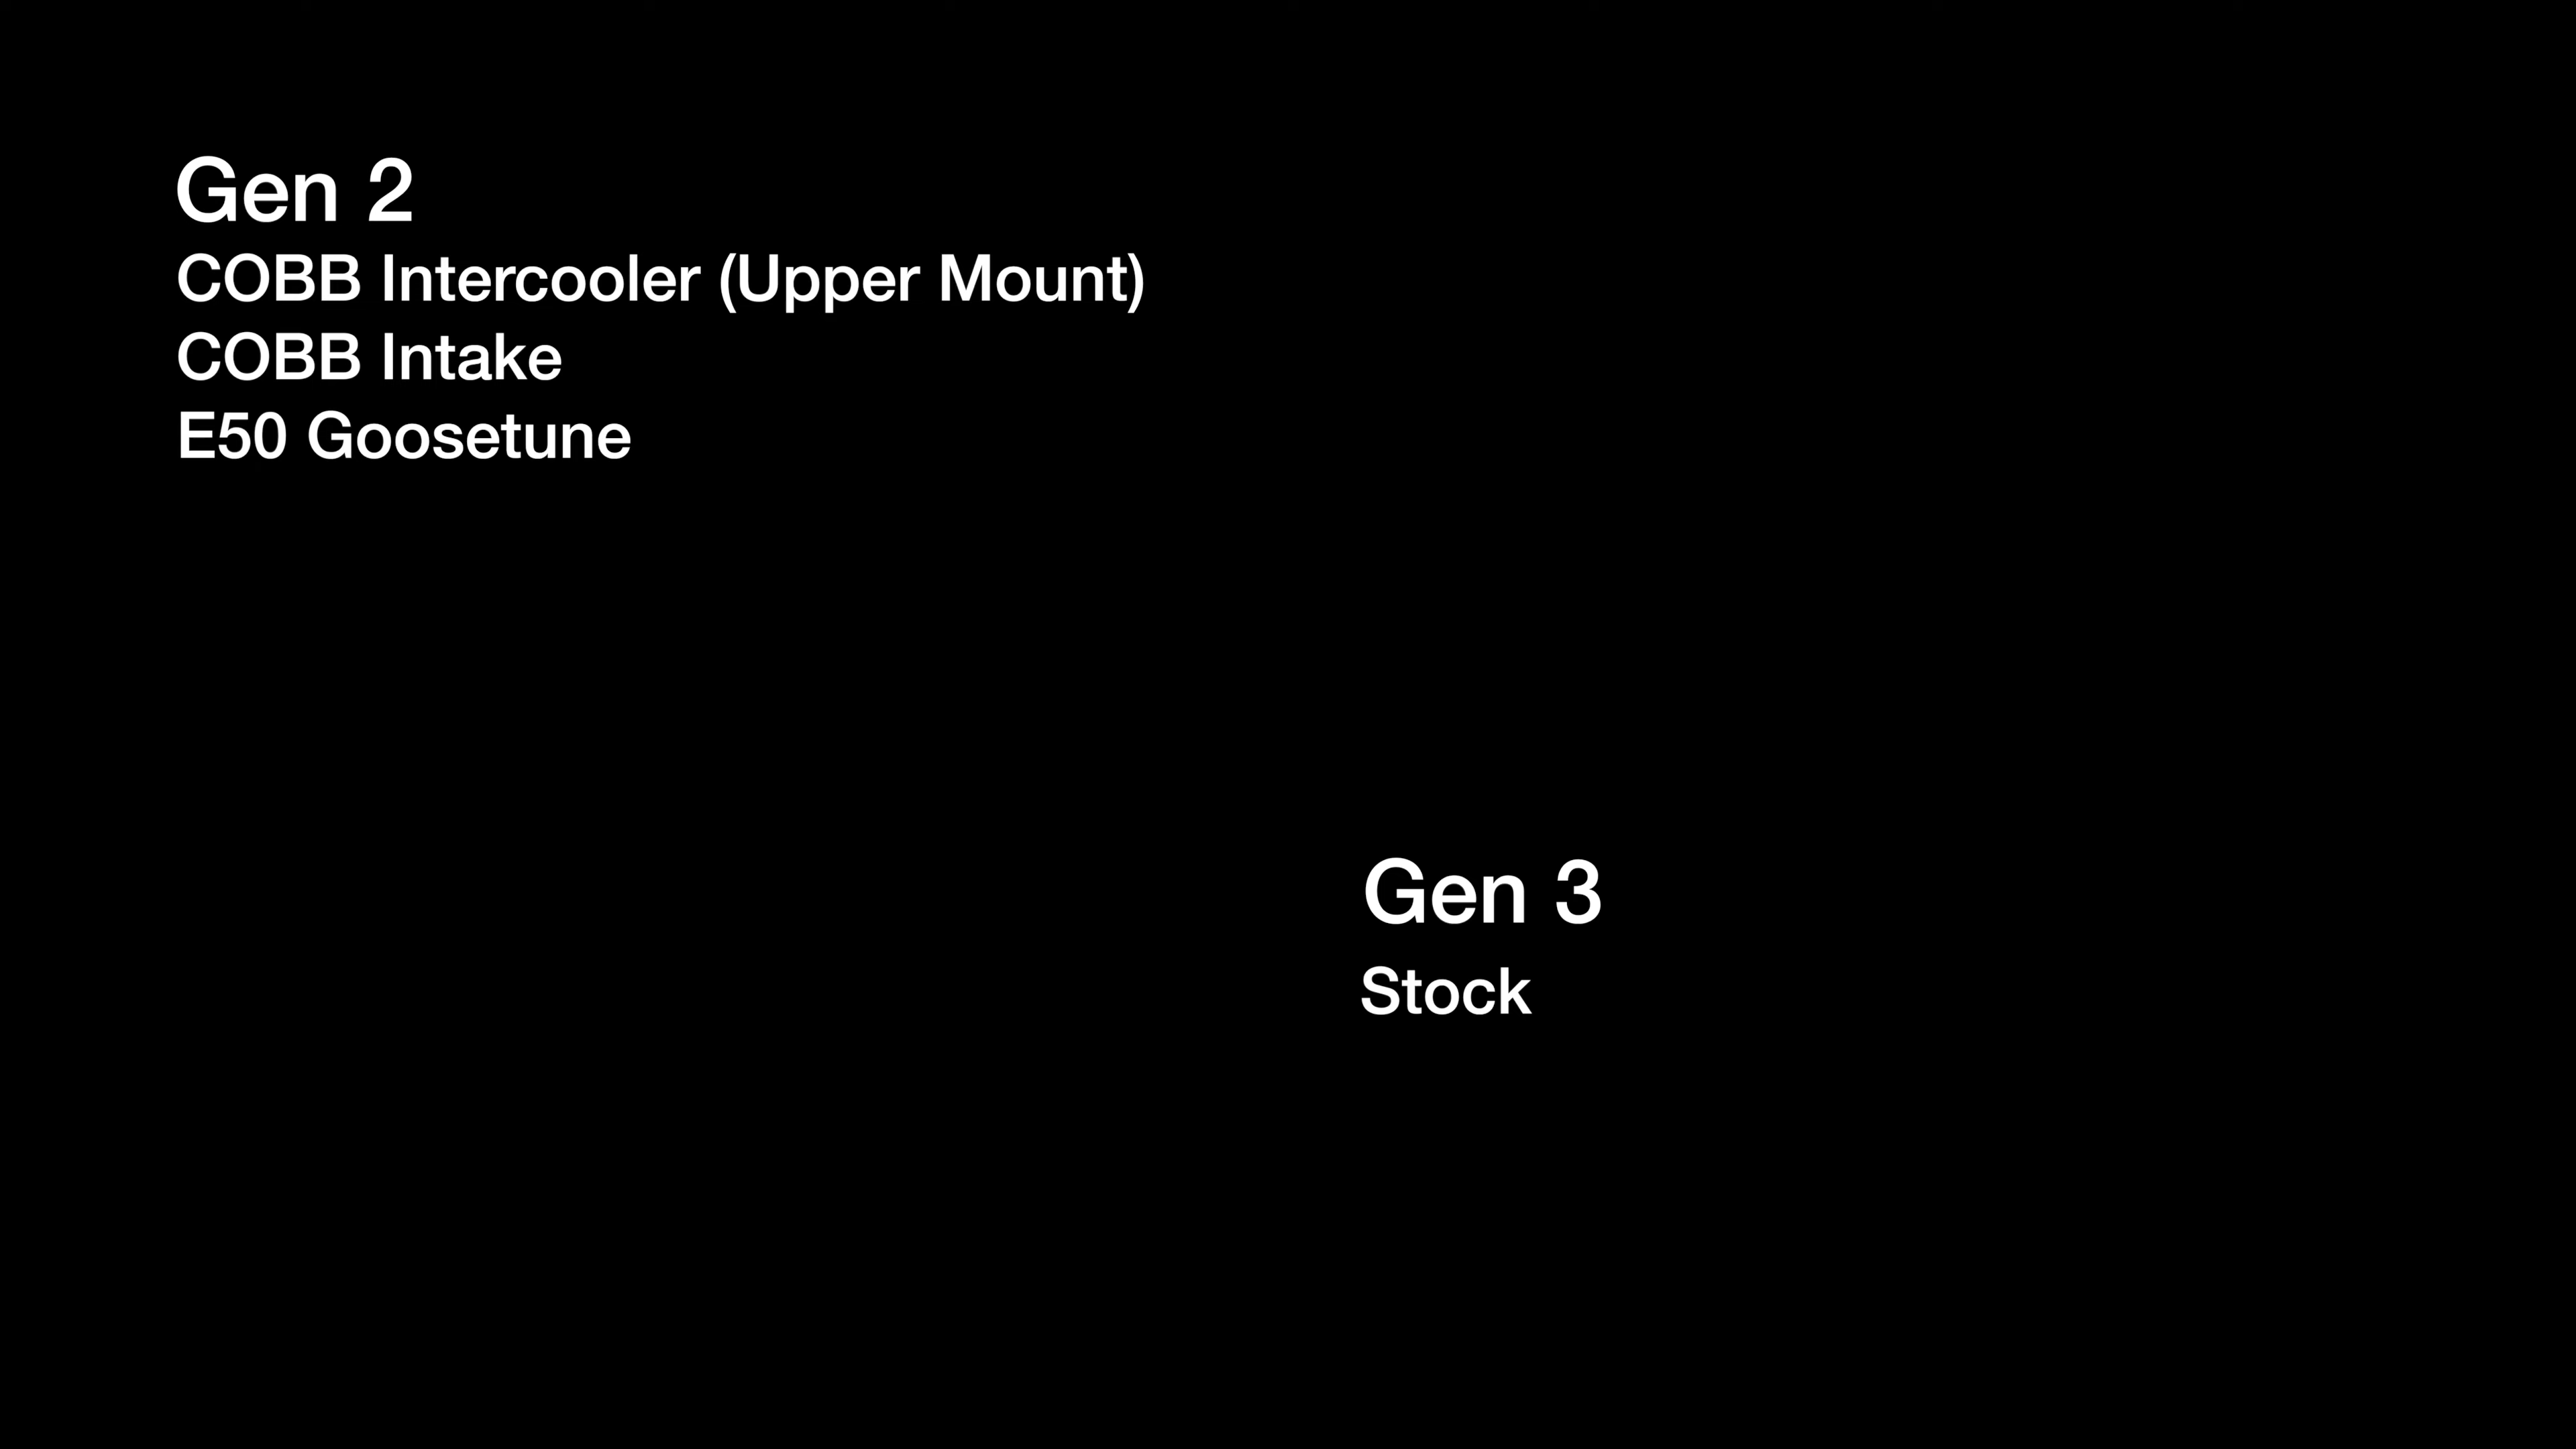 Gen 2
COBB Intercooler (Upper Mount)
COBB Intake
E50 Goosetune
Gen 3
Stock